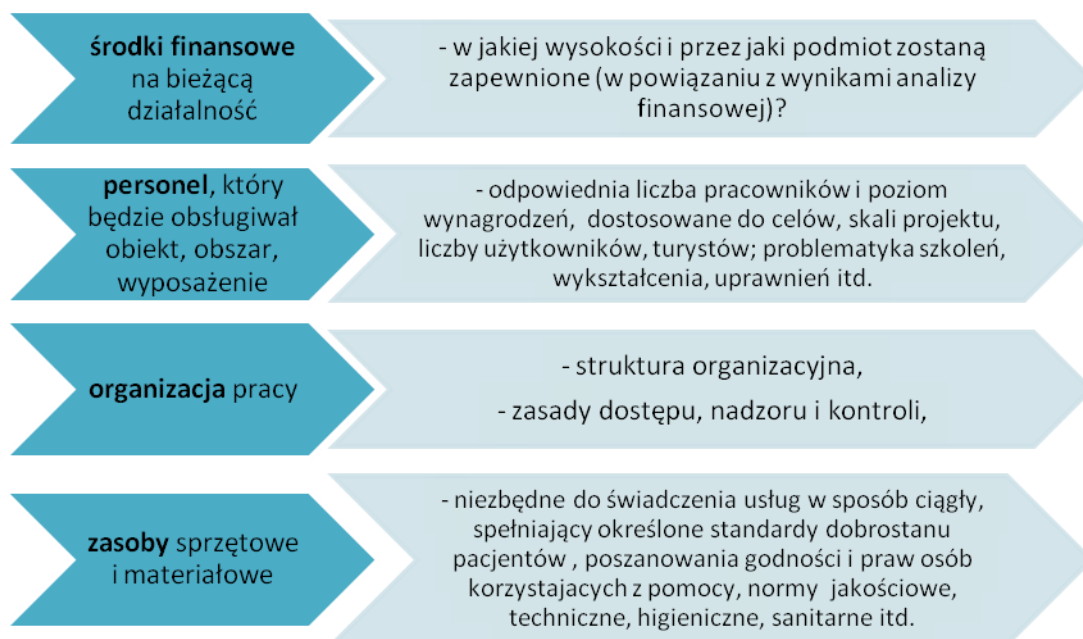 środki finansowe
na bieżącą
działalność
- w jakiej wysokości i przez jaki podmiot zostaną
zapewnione (w powiązaniu z wynikami analizy
finansowej)?
personel, który
będzie obsługiwał
obiekt, obszar,
wyposażenie
- odpowiednia liczba pracowników i poziom
wynagrodzeń, dostosowane do celów, skali projektu,
liczby użytkowników, turystów; problematyka szkoleń,
wykształcenia, uprawnień itd.
organizacja pracy
- struktura organizacyjna,
- zasady dostępu, nadzoru i kontroli,
zasoby sprzętowe
i materiałowe
- niezbędne do świadczenia usług w sposób ciągły,
spełniający określone standardy dobrostanu
pacjentów , poszanowania godności i praw osób
korzystajacych z pomocy, normy jakościowe,
techniczne, higieniczne, sanitarne itd.